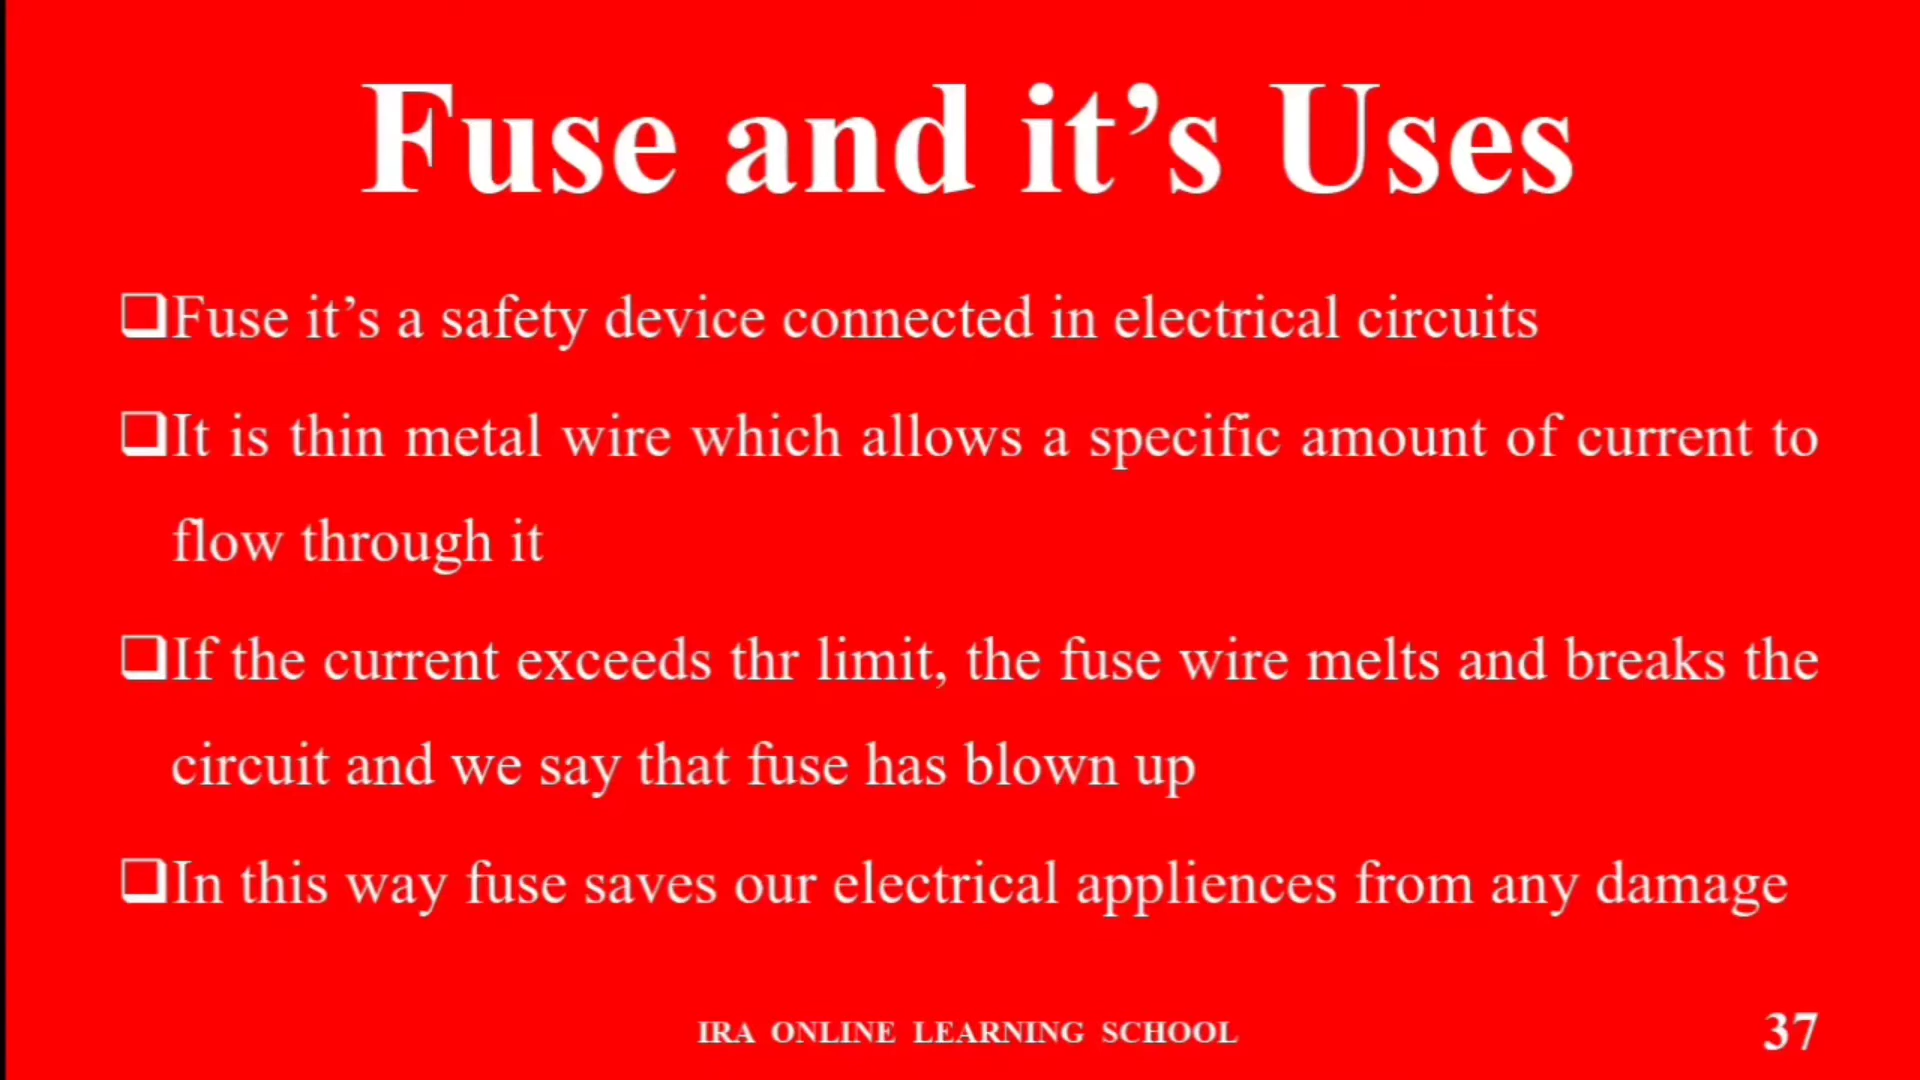 Fuse and it’s Uses
❑Fuse it’s a safety device connected in electrical circuits
❑It is thin metal wire which allows a specific amount of current to
flow through it
❑If the current exceeds thr limit, the fuse wire melts and breaks the
circuit and we say that fuse has blown up
❑In this way fuse saves our electrical appliences from any damage
IRA ONLINE LEARNING SCHOOL
37